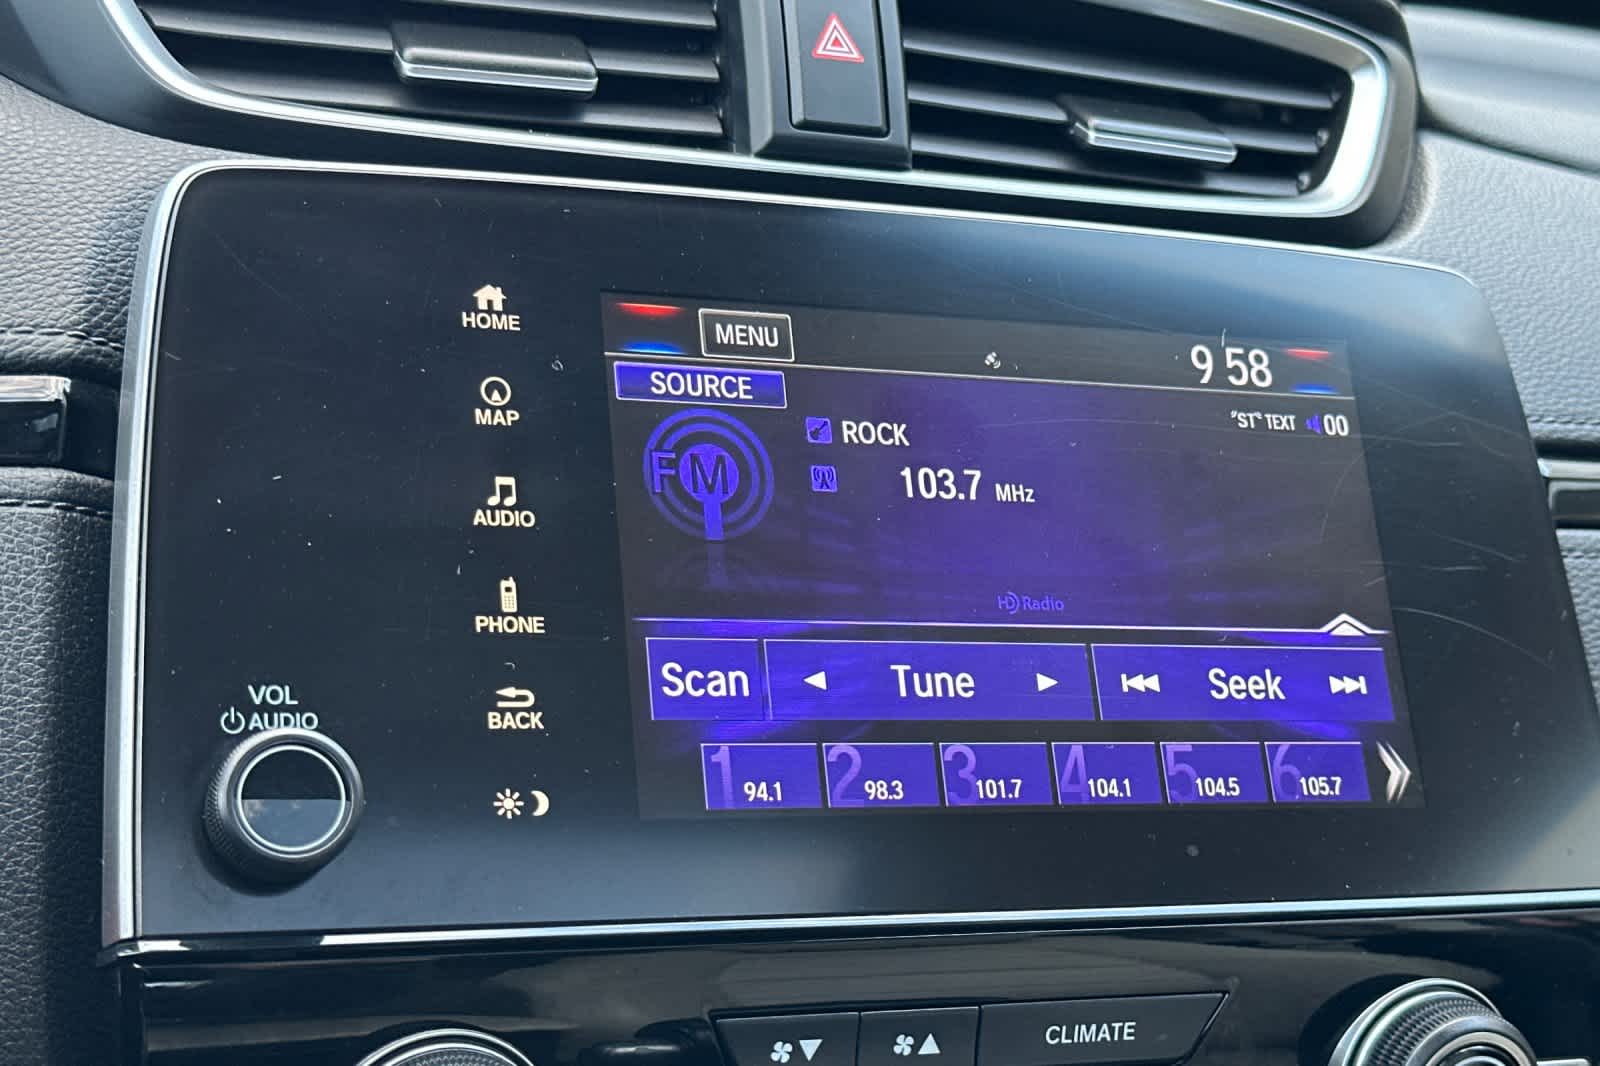 HOME
MAP
AUDIO
PHONE
BACK
VOL
AUDIO
MENU
9 58
SOURCE
FM
ROCK
"ST" TEXT 00
103.7 MHz
HD Radio
Scan Tune Seek
1 94.1 2 98.3 3 101.7 4 104.1 5 104.5 6 105.7
CLIMATE